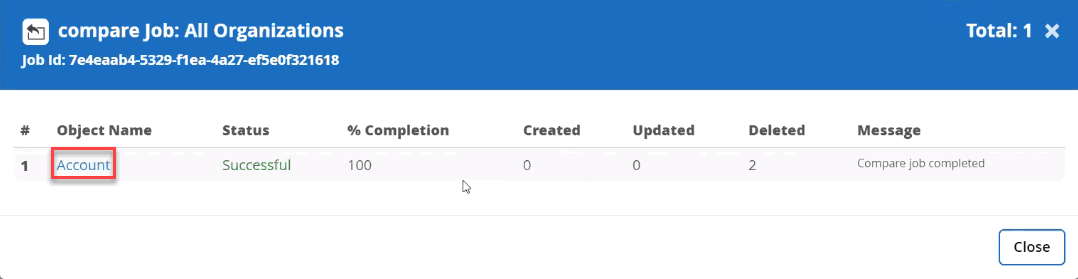 compare Job: All Organizations
Total: 1 ×
Job Id: 7e4eaab4-5329-f1ea-4a27-ef5e0f321618
# Object Name Status % Completion Created Updated Deleted Message
1 Account Successful 100 0 0 2 Compare job completed
Close